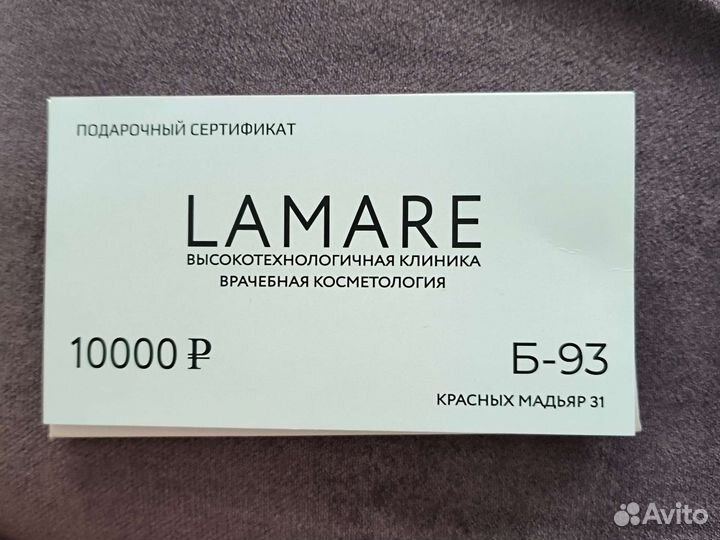 ПОДАРОЧНЫЙ СЕРТИФИКАТ
LAMARE
ВЫСОКОТЕХНОЛОГИЧНАЯ КЛИНИКА
ВРАЧЕБНАЯ КОСМЕТОЛОГИЯ
10000 ₽
Б-93
КРАСНЫХ МАДЬЯР 31
Avito